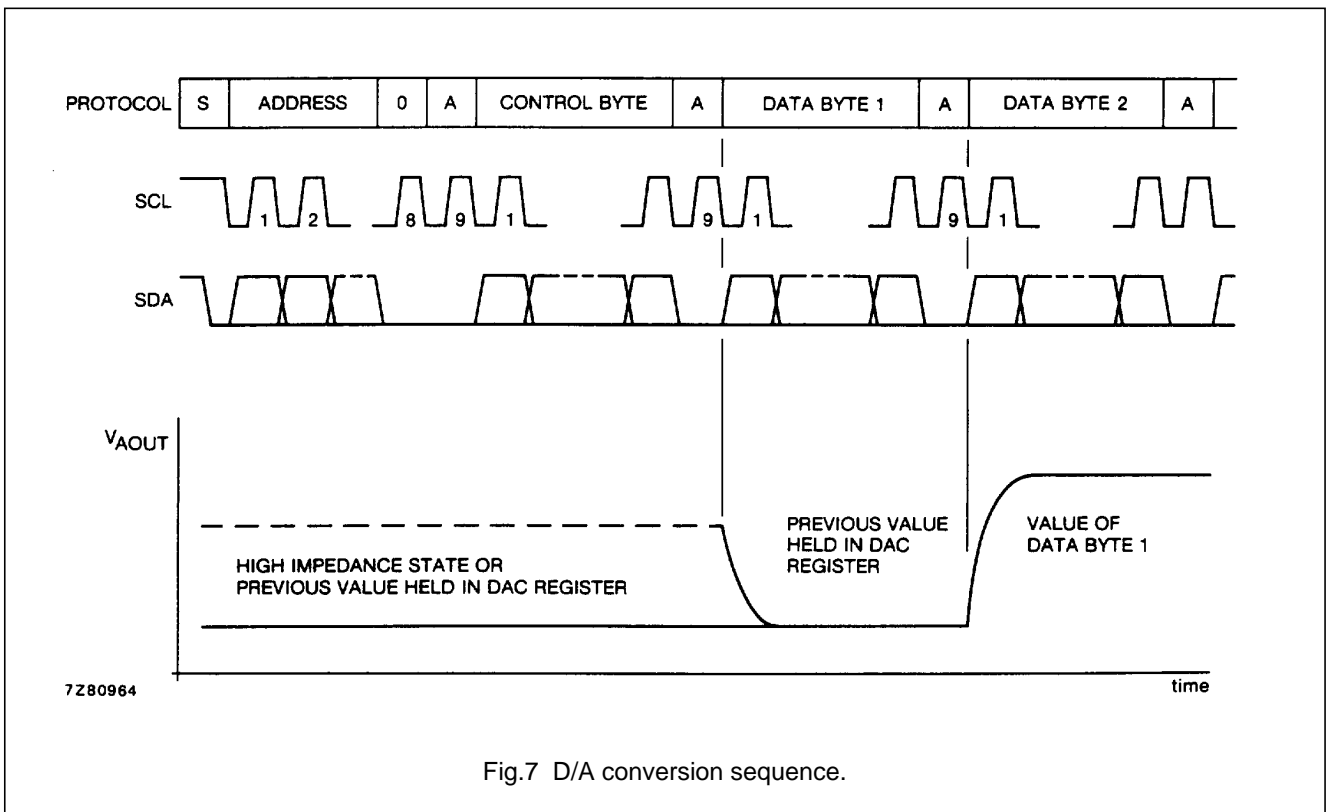 PROTOCOL S ADDRESS 0 A CONTROL BYTE A DATA BYTE 1 A DATA BYTE 2 A
SCL 1 2 8 9 1 9 1 9 1
SDA
VAOUT
HIGH IMPEDANCE STATE OR
PREVIOUS VALUE HELD IN DAC REGISTER
PREVIOUS VALUE
HELD IN DAC
REGISTER
VALUE OF
DATA BYTE 1
7Z80964
time
Fig.7 D/A conversion sequence.